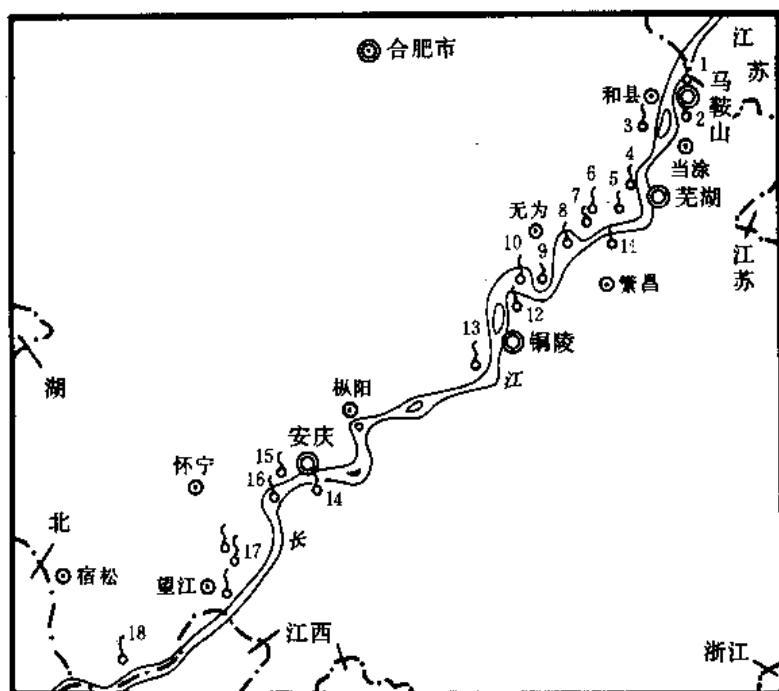 合肥市
江苏
1
马鞍山
和县
2
3
当涂
4
芜湖
6
5
7
无为
8
11
江苏
10
9
繁昌
12
铜陵
13
江
湖
枞阳
安庆
15
怀宁
16
14
北
长
17
宿松
望江
18
江西
浙江